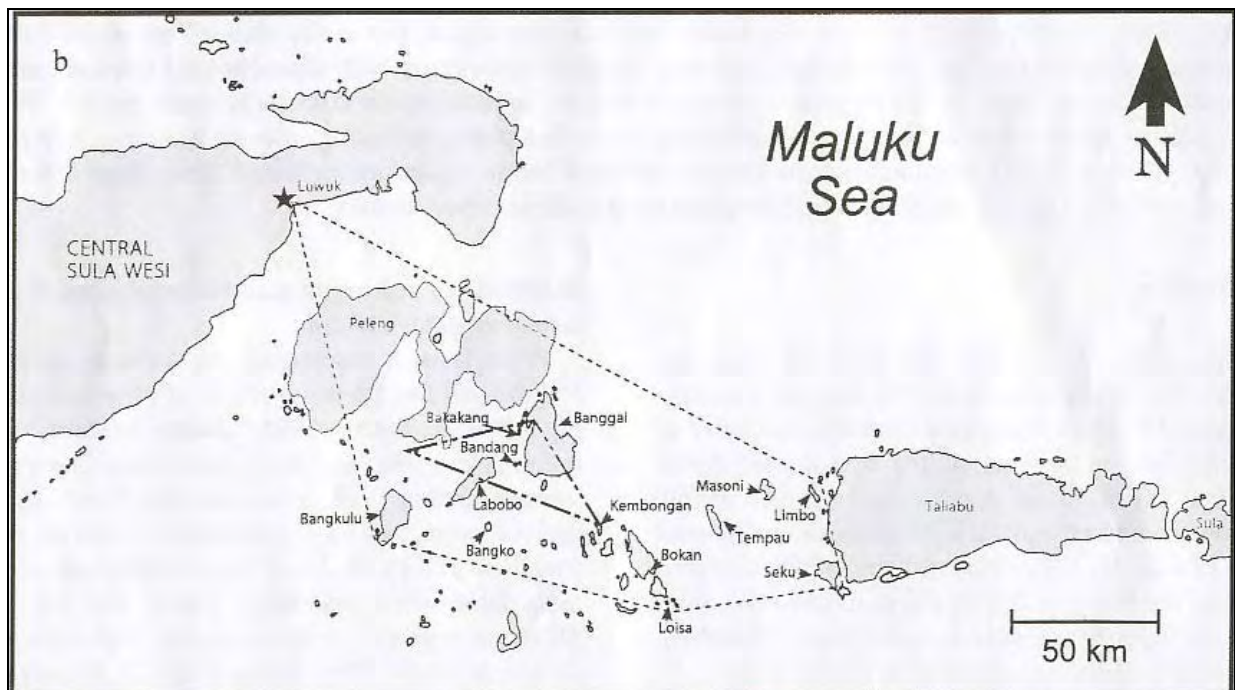 b
Maluku
Sea
N
Luwuk
CENTRAL
SULA WESI
Peleng
Bakakang
Banggai
Bandang
Masoni
Limbo
Taliabu
Sula
Labobo
Kembongan
Bangkulu
Tempau
Bangko
Bokan
Seku
Loisa
50 km